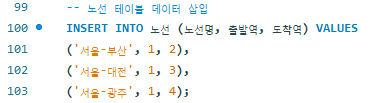 99 -- 노선 테이블 데이터 삽입
100 INSERT INTO 노선 (노선명, 출발역, 도착역) VALUES
101 ('서울-부산', 1, 2),
102 ('서울-대전', 1, 3),
103 ('서울-광주', 1, 4);